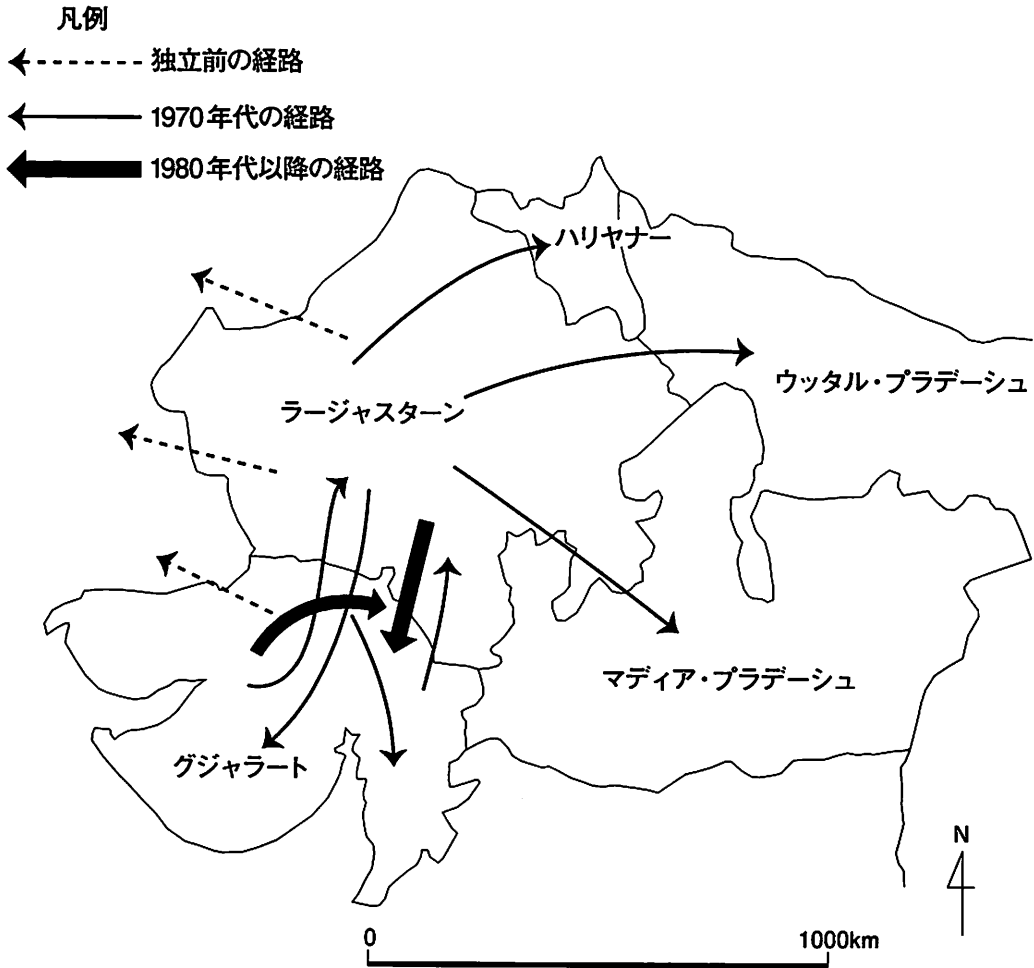 凡例
独立前の経路
1970年代の経路
1980年代以降の経路
ハリヤナー
ウッタル・プラデーシュ
ラージャスターン
マディア・プラデーシュ
グジャラート
N
0 1000km